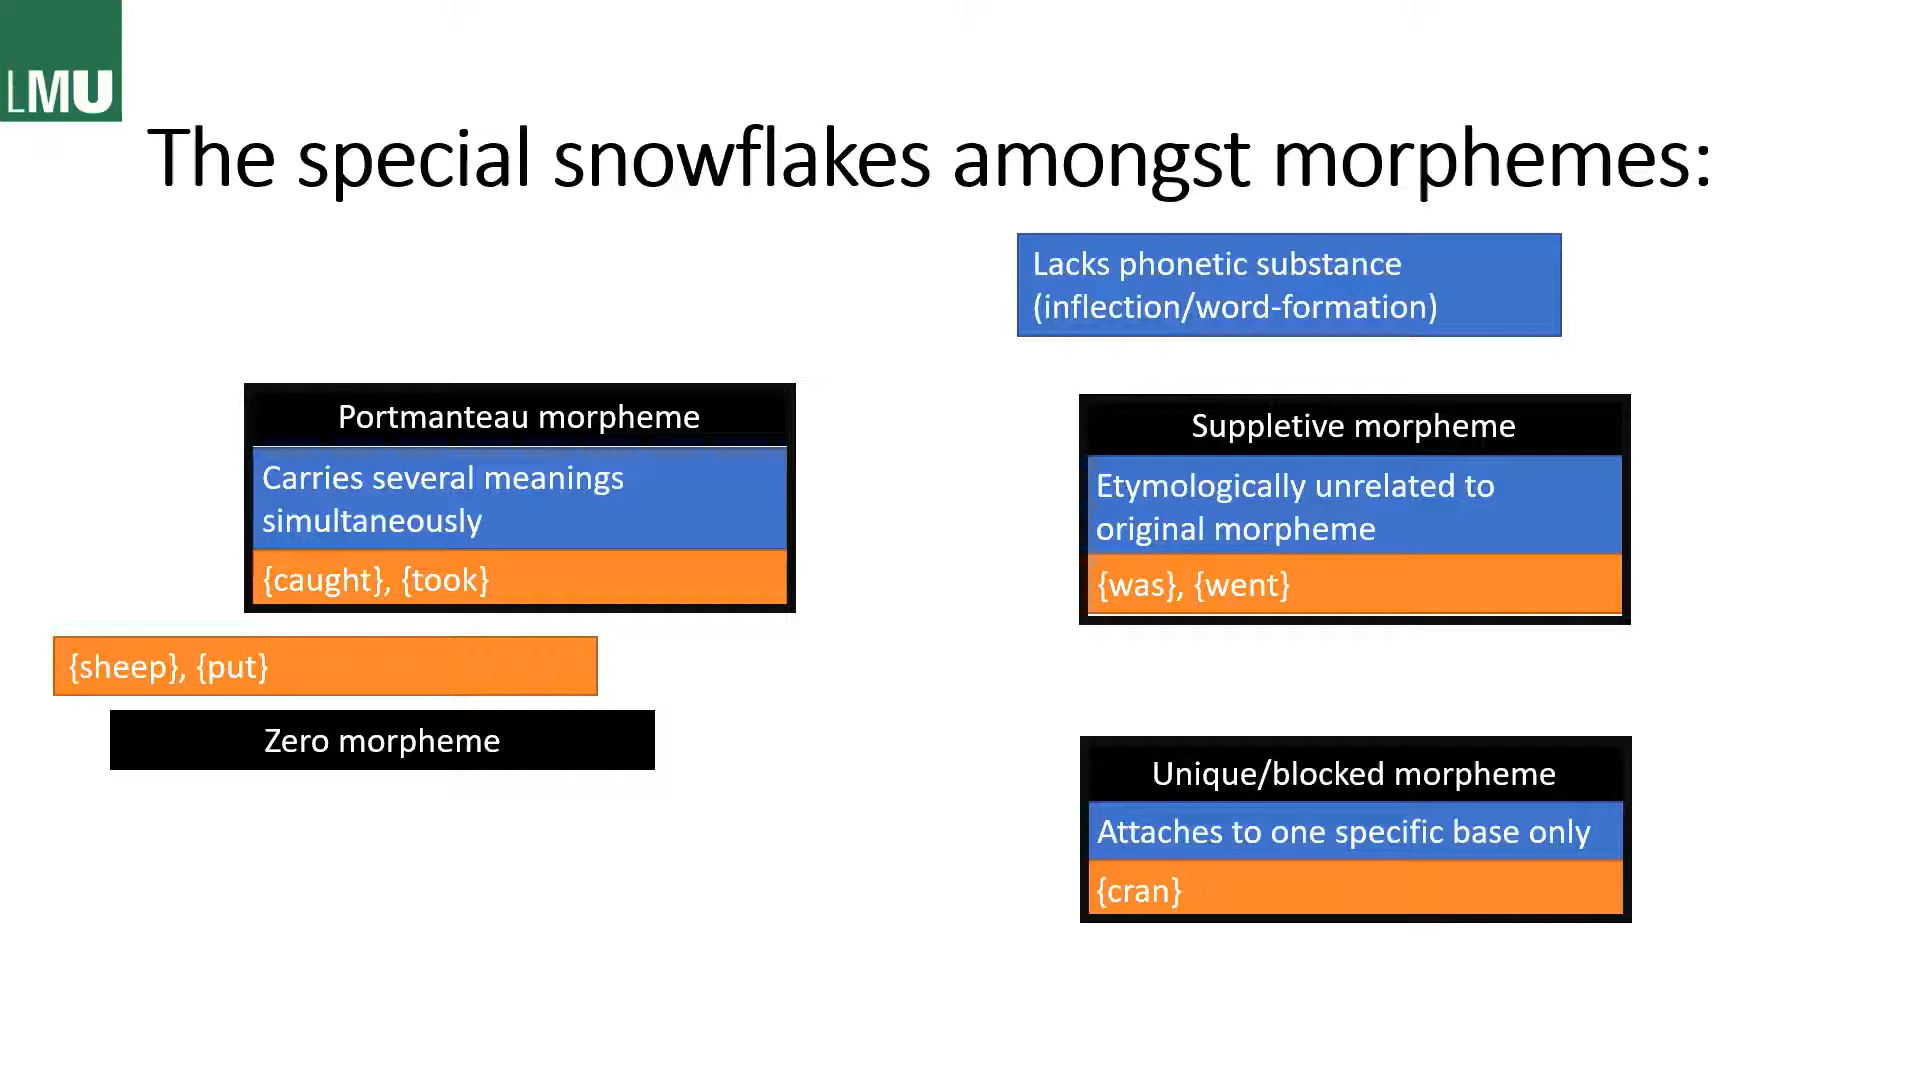 LMU
The special snowflakes amongst morphemes:
Lacks phonetic substance
(inflection/word-formation)
Portmanteau morpheme
Carries several meanings
simultaneously
{caught}, {took}
Suppletive morpheme
Etymologically unrelated to
original morpheme
{was}, {went}
{sheep}, {put}
Zero morpheme
Unique/blocked morpheme
Attaches to one specific base only
{cran}